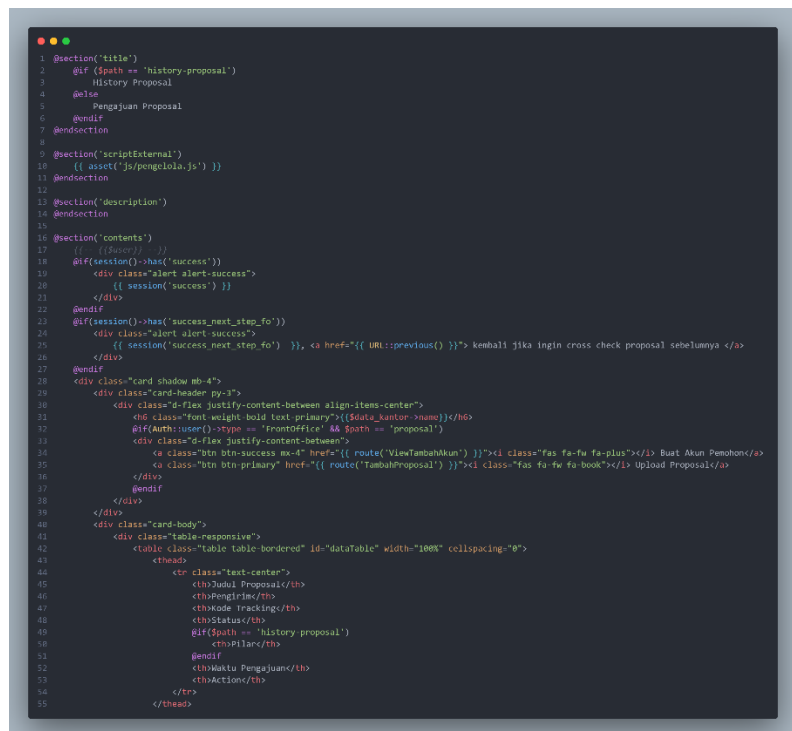 1 @section('title')
2     @if ($path == 'history-proposal')
3         History Proposal
4     @else
5         Pengajuan Proposal
6     @endif
7 @endsection
8
9 @section('scriptExternal')
10     {{ asset('js/pengelola.js') }}
11 @endsection
12
13 @section('description')
14 @endsection
15
16 @section('contents')
17     {{-- {{$user}} --}}
18     @if(session()->has('success'))
19         <div class="alert alert-success">
20             {{ session('success') }}
21         </div>
22     @endif
23     @if(session()->has('success_next_step_fo'))
24         <div class="alert alert-success">
25             {{ session('success_next_step_fo')  }}, <a href="{{ URL::previous() }}"> kembali jika ingin cross check proposal sebelumnya </a>
26         </div>
27     @endif
28     <div class="card shadow mb-4">
29         <div class="card-header py-3">
30             <div class="d-flex justify-content-between align-items-center">
31                 <h6 class="font-weight-bold text-primary">{{$data_kantor->name}}</h6>
32                 @if(Auth::user()->type == 'FrontOffice' && $path == 'proposal')
33                 <div class="d-flex justify-content-between">
34                     <a class="btn btn-success mx-4" href="{{ route('ViewTambahAkun') }}"><i class="fas fa-fw fa-plus"></i> Buat Akun Pemohon</a>
35                     <a class="btn btn-primary" href="{{ route('TambahProposal') }}"><i class="fas fa-fw fa-book"></i> Upload Proposal</a>
36                 </div>
37                 @endif
38             </div>
39         </div>
40         <div class="card-body">
41             <div class="table-responsive">
42                 <table class="table table-bordered" id="dataTable" width="100%" cellspacing="0">
43                     <thead>
44                         <tr class="text-center">
45                             <th>Judul Proposal</th>
46                             <th>Pengirim</th>
47                             <th>Kode Tracking</th>
48                             <th>Status</th>
49                             @if($path == 'history-proposal')
50                                 <th>Pilar</th>
51                             @endif
52                             <th>Waktu Pengajuan</th>
53                             <th>Action</th>
54                         </tr>
55                     </thead>